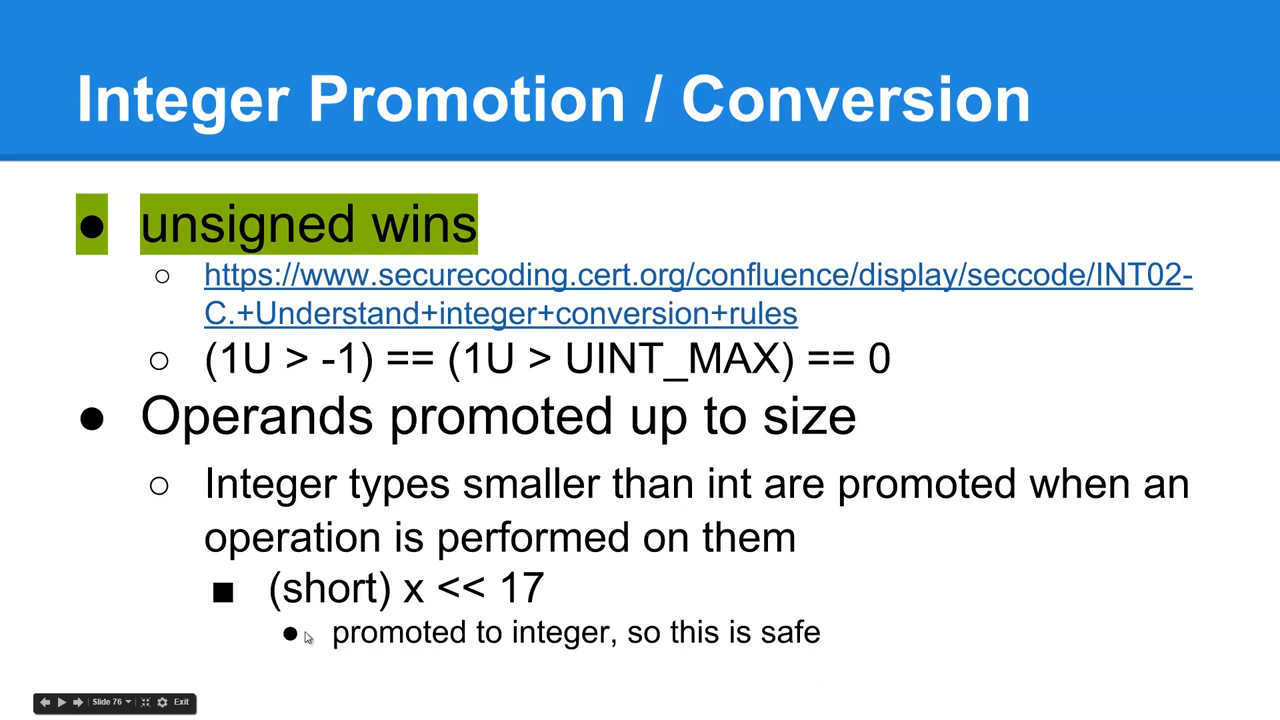 Integer Promotion / Conversion
● unsigned wins
○ https://www.securecoding.cert.org/confluence/display/seccode/INT02-
C.+Understand+integer+conversion+rules
○ (1U > -1) == (1U > UINT_MAX) == 0
● Operands promoted up to size
○ Integer types smaller than int are promoted when an
operation is performed on them
■ (short) x << 17
● promoted to integer, so this is safe
Slide 76 Exit